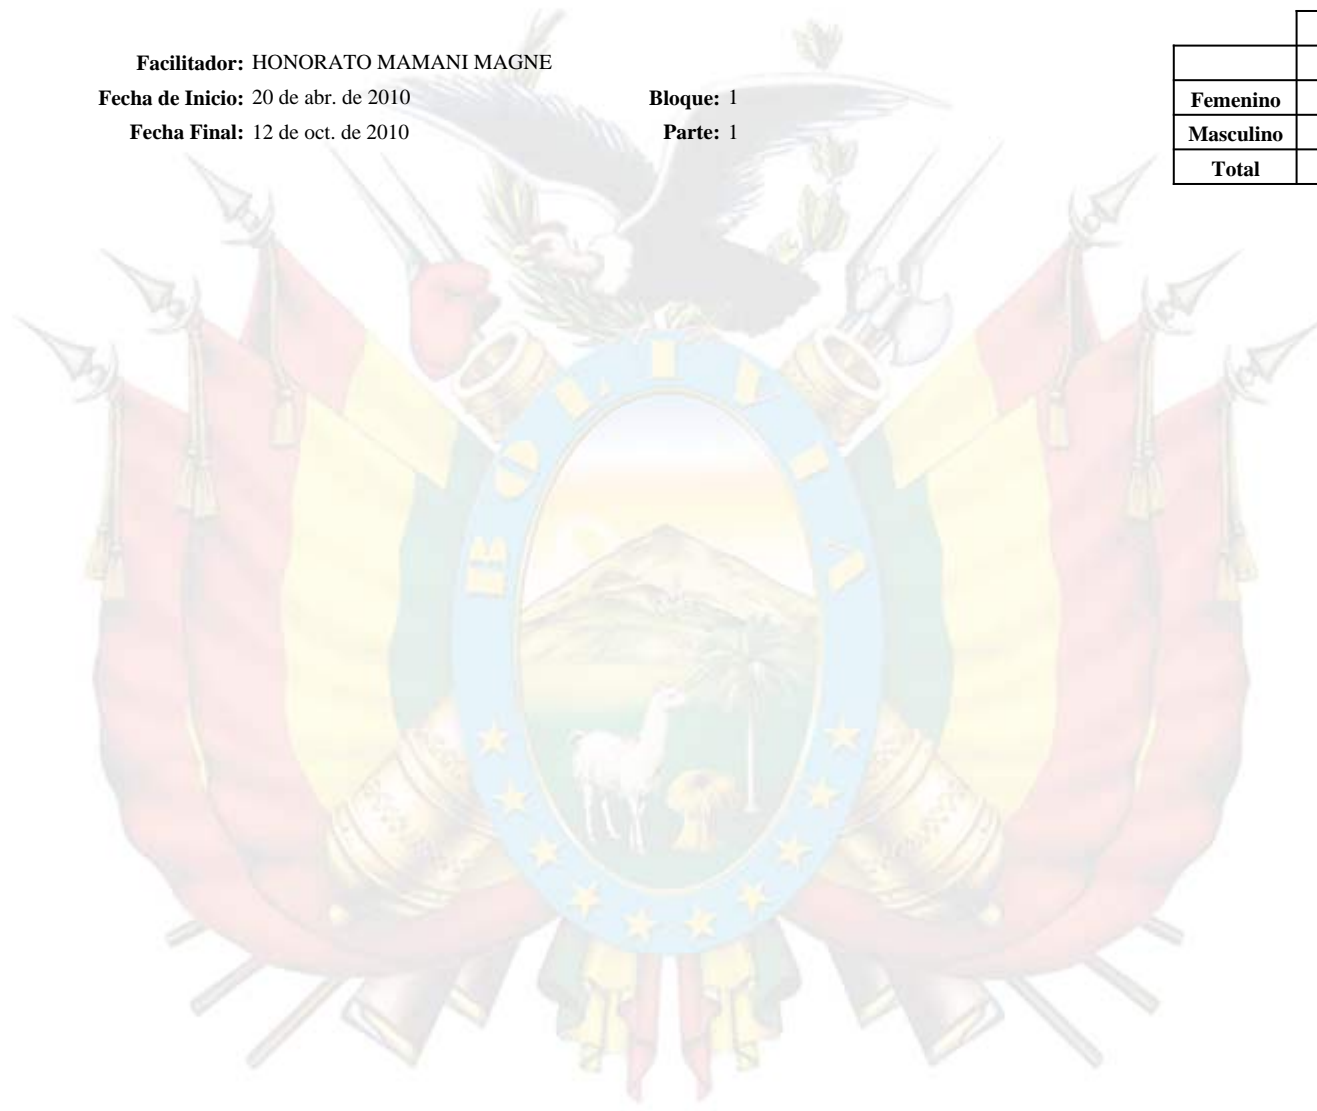 Facilitador: HONORATO MAMANI MAGNE
Fecha de Inicio: 20 de abr. de 2010 Bloque: 1
Fecha Final: 12 de oct. de 2010 Parte: 1
Femenino
Masculino
Total
BOLIVIA